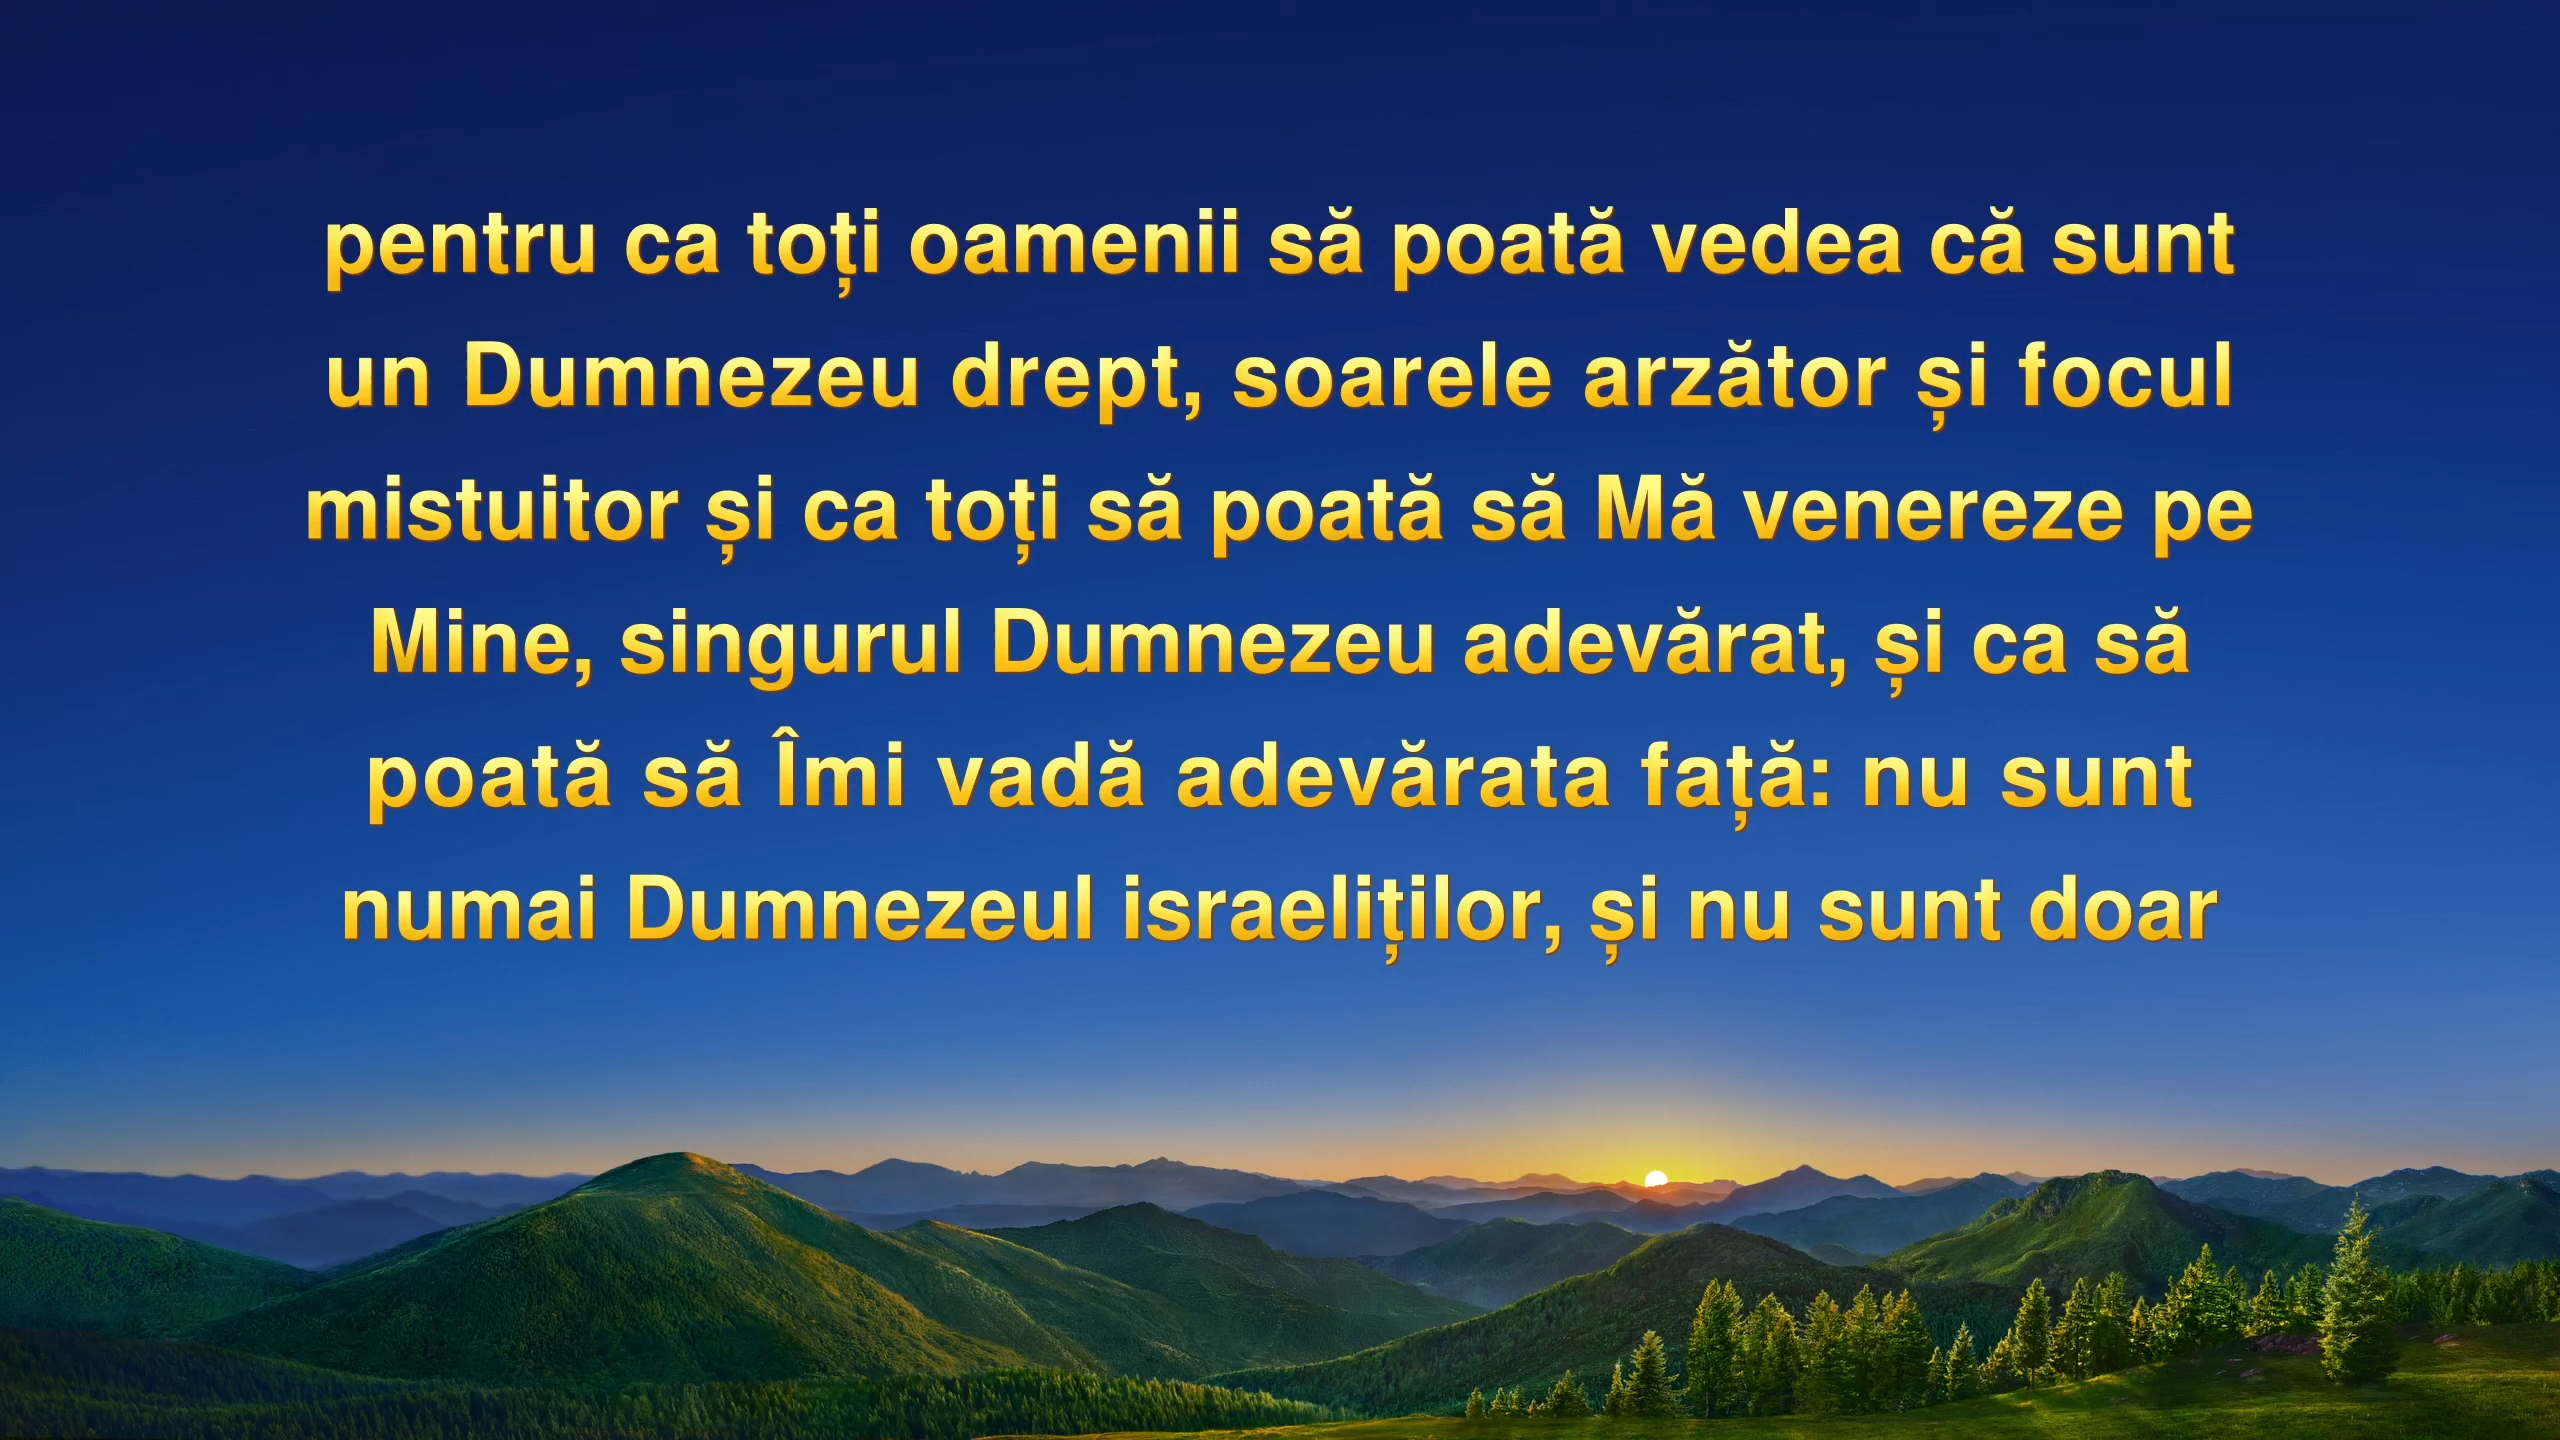 pentru ca toți oamenii să poată vedea că sunt
un Dumnezeu drept, soarele arzător și focul
mistuitor și ca toți să poată să Mă venereze pe
Mine, singurul Dumnezeu adevărat, și ca să
poată să Îmi vadă adevărata față: nu sunt
numai Dumnezeul israeliților, și nu sunt doar